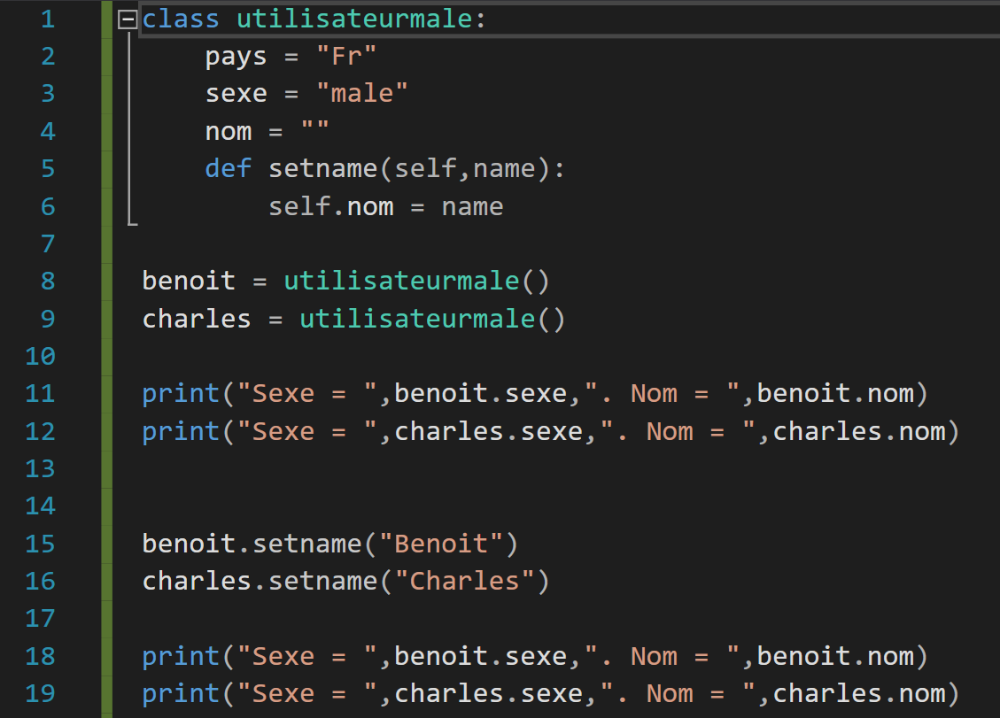 1 class utilisateurmale:
2     pays = "Fr"
3     sexe = "male"
4     nom = ""
5     def setname(self,name):
6         self.nom = name
7
8 benoit = utilisateurmale()
9 charles = utilisateurmale()
10
11 print("Sexe = ",benoit.sexe,". Nom = ",benoit.nom)
12 print("Sexe = ",charles.sexe,". Nom = ",charles.nom)
13
14
15 benoit.setname("Benoit")
16 charles.setname("Charles")
17
18 print("Sexe = ",benoit.sexe,". Nom = ",benoit.nom)
19 print("Sexe = ",charles.sexe,". Nom = ",charles.nom)